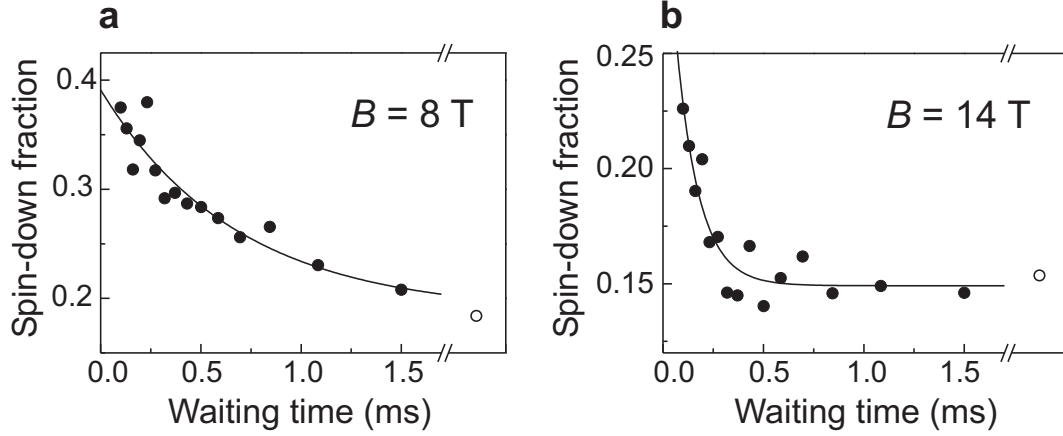 a
B = 8 T
Spin-down fraction
0.4
0.3
0.2
0.0 0.5 1.0 1.5
Waiting time (ms)
b
B = 14 T
Spin-down fraction
0.25
0.20
0.15
0.0 0.5 1.0 1.5
Waiting time (ms)